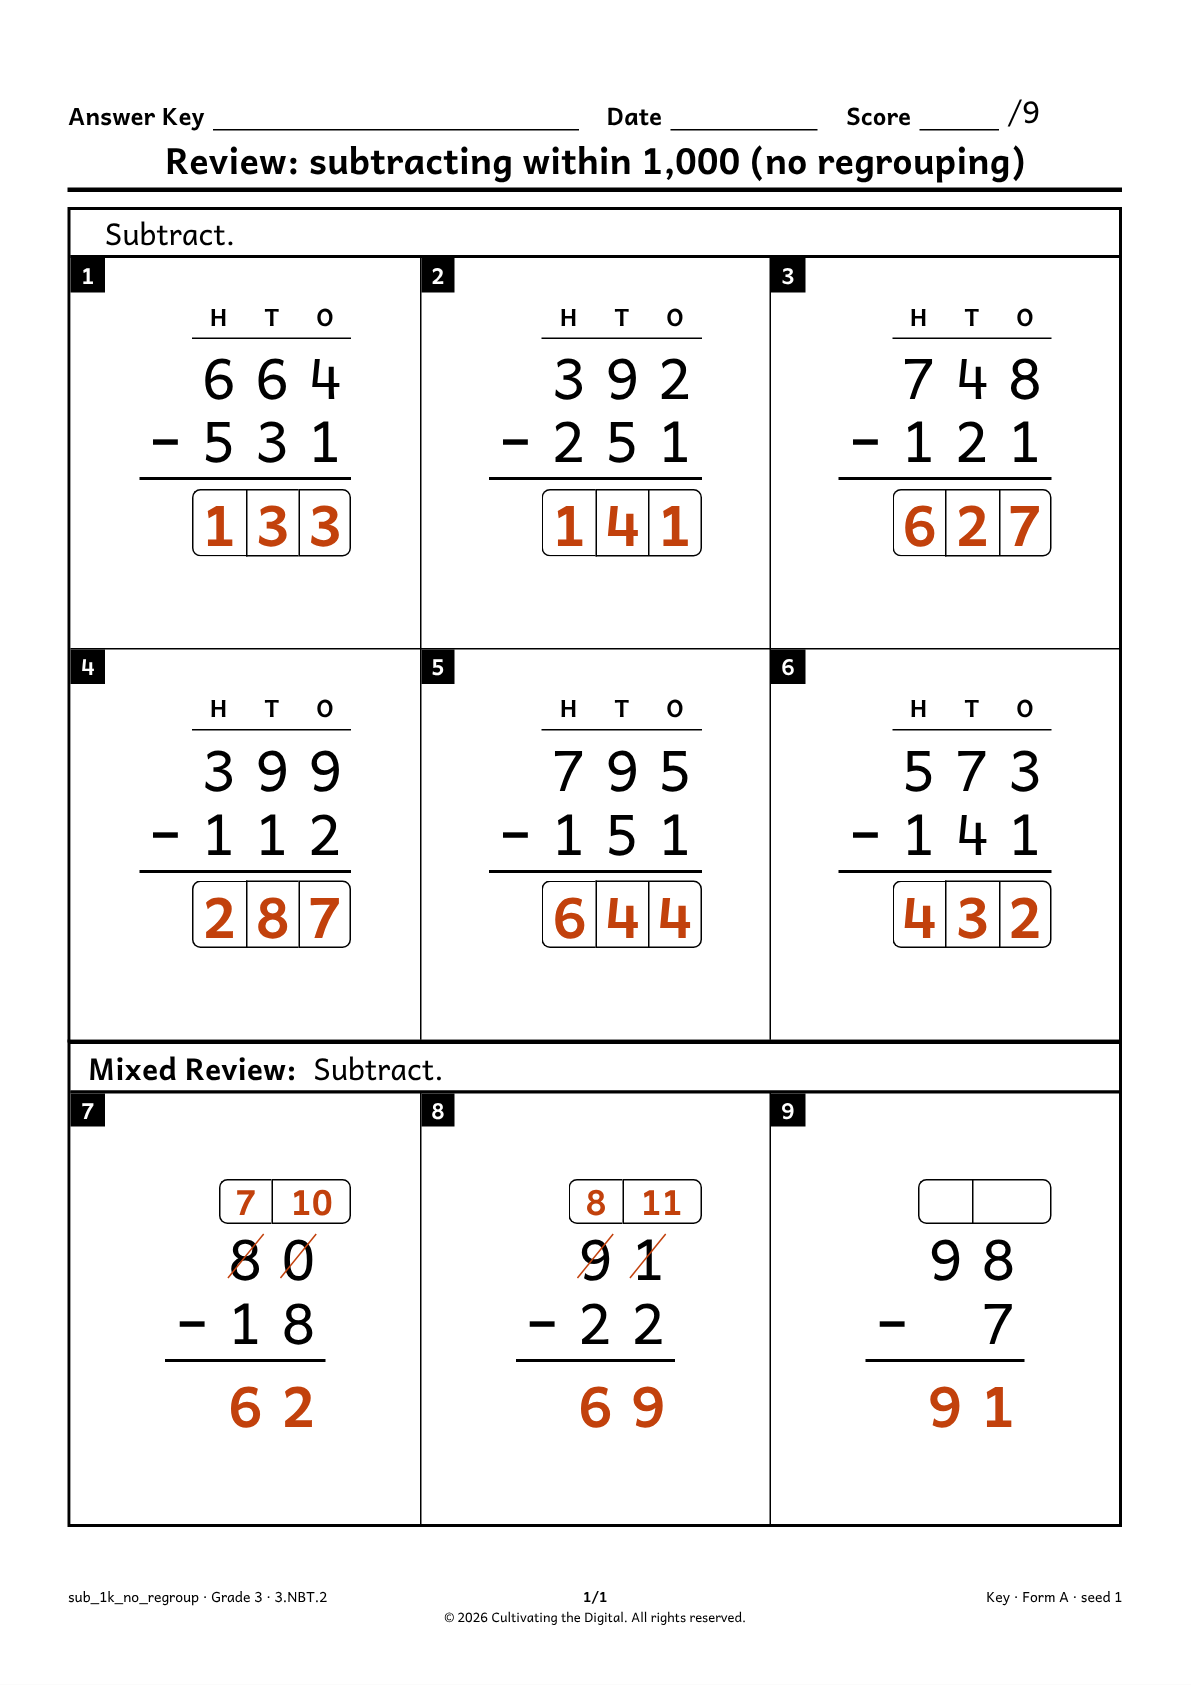 Answer Key ____ Date ____ Score ____ /9
Review: subtracting within 1,000 (no regrouping)
Subtract.
1
H T O
6 6 4
− 5 3 1
1 3 3
2
H T O
3 9 2
− 2 5 1
1 4 1
3
H T O
7 4 8
− 1 2 1
6 2 7
4
H T O
3 9 9
− 1 1 2
2 8 7
5
H T O
7 9 5
− 1 5 1
6 4 4
6
H T O
5 7 3
− 1 4 1
4 3 2
Mixed Review: Subtract.
7
7 10
8 0
− 1 8
6 2
8
8 11
9 1
− 2 2
6 9
9
9 8
− 7
9 1
sub_1k_no_regroup · Grade 3 · 3.NBT.2
1/1
Key · Form A · seed 1
© 2026 Cultivating the Digital. All rights reserved.